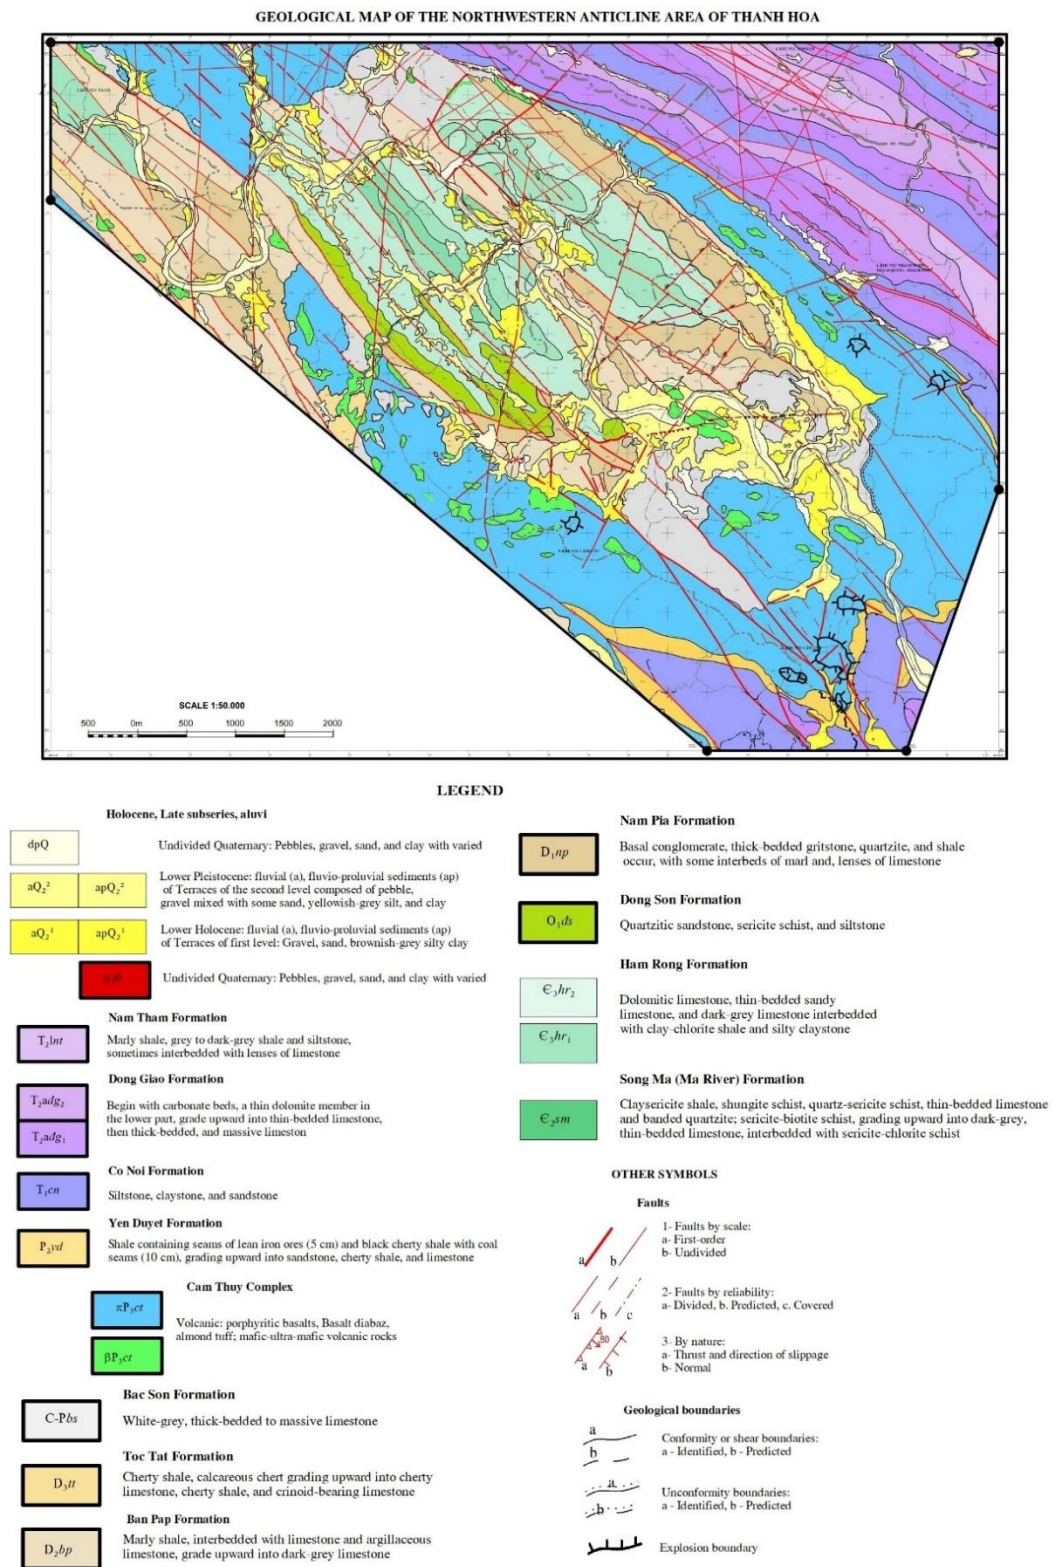 GEOLOGICAL MAP OF THE NORTHWESTERN ANTICLINE AREA OF THANH HOA
SCALE 1:50.000
500 0m 500 1000 1500 2000
LEGEND
Holocene, Late subseries, aluvi
dpQ
Undivided Quaternary: Pebbles, gravel, sand, and clay with varied
aQ₂² apQ₂²
Lower Pleistocene: fluvial (a), fluvio-proluvial sediments (ap)
of Terraces of the second level composed of pebble,
gravel mixed with some sand, yellowish-grey silt, and clay
aQ₂¹ apQ₂¹
Lower Holocene: fluvial (a), fluvio-proluvial sediments (ap)
of Terraces of first level: Gravel, sand, brownish-grey silty clay
Undivided Quaternary: Pebbles, gravel, sand, and clay with varied
Nam Tham Formation
T₂lnt
Marly shale, grey to dark-grey shale and siltstone,
sometimes interbedded with lenses of limestone
Dong Giao Formation
T₂adg₂
T₂adg₁
Begin with carbonate beds, a thin dolomite member in
the lower part, grade upward into thin-bedded limestone,
then thick-bedded, and massive limeston
Co Noi Formation
T₁cn
Siltstone, claystone, and sandstone
Yen Duyet Formation
P₂yd
Shale containing seams of lean iron ores (5 cm) and black cherty shale with coal
seams (10 cm), grading upward into sandstone, cherty shale, and limestone
Cam Thuy Complex
πP₃ct
βP₃ct
Volcanic: porphyritic basalts, Basalt diabaz,
almond tuff; mafic-ultra-mafic volcanic rocks
Bac Son Formation
C-Pbs
White-grey, thick-bedded to massive limestone
Toc Tat Formation
D₃tt
Cherty shale, calcareous chert grading upward into cherty
limestone, cherty shale, and crinoid-bearing limestone
Ban Pap Formation
D₂bp
Marly shale, interbedded with limestone and argillaceous
limestone, grade upward into dark-grey limestone
Nam Pia Formation
D₁np
Basal conglomerate, thick-bedded gritstone, quartzite, and shale
occur, with some interbeds of marl and, lenses of limestone
Dong Son Formation
O₁ds
Quartzitic sandstone, sericite schist, and siltstone
Ham Rong Formation
Є₃hr₂
Є₃hr₁
Dolomitic limestone, thin-bedded sandy
limestone, and dark-grey limestone interbedded
with clay-chlorite shale and silty claystone
Song Ma (Ma River) Formation
Є₂sm
Claysericite shale, shungite schist, quartz-sericite schist, thin-bedded limestone
and banded quartzite; sericite-biotite schist, grading upward into dark-grey,
thin-bedded limestone, interbedded with sericite-chlorite schist
OTHER SYMBOLS
Faults
a b
1- Faults by scale:
a- First-order
b- Undivided
a b c
2- Faults by reliability:
a- Divided, b. Predicted, c. Covered
a b
3- By nature:
a- Thrust and direction of slippage
b- Normal
Geological boundaries
a
b
Conformity or shear boundaries:
a - Identified, b - Predicted
a
b
Unconformity boundaries:
a - Identified, b - Predicted
Explosion boundary